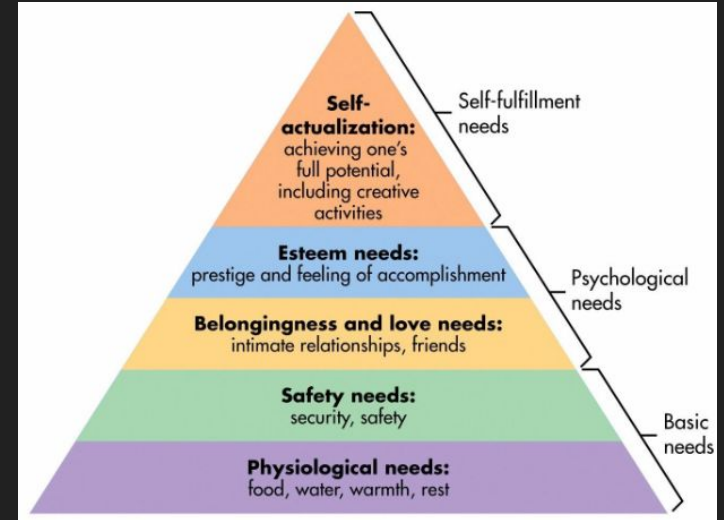 Self-
actualization:
achieving one's
full potential,
including creative
activities
Self-fulfillment
needs
Esteem needs:
prestige and feeling of accomplishment
Psychological
needs
Belongingness and love needs:
intimate relationships, friends
Safety needs:
security, safety
Basic
needs
Physiological needs:
food, water, warmth, rest